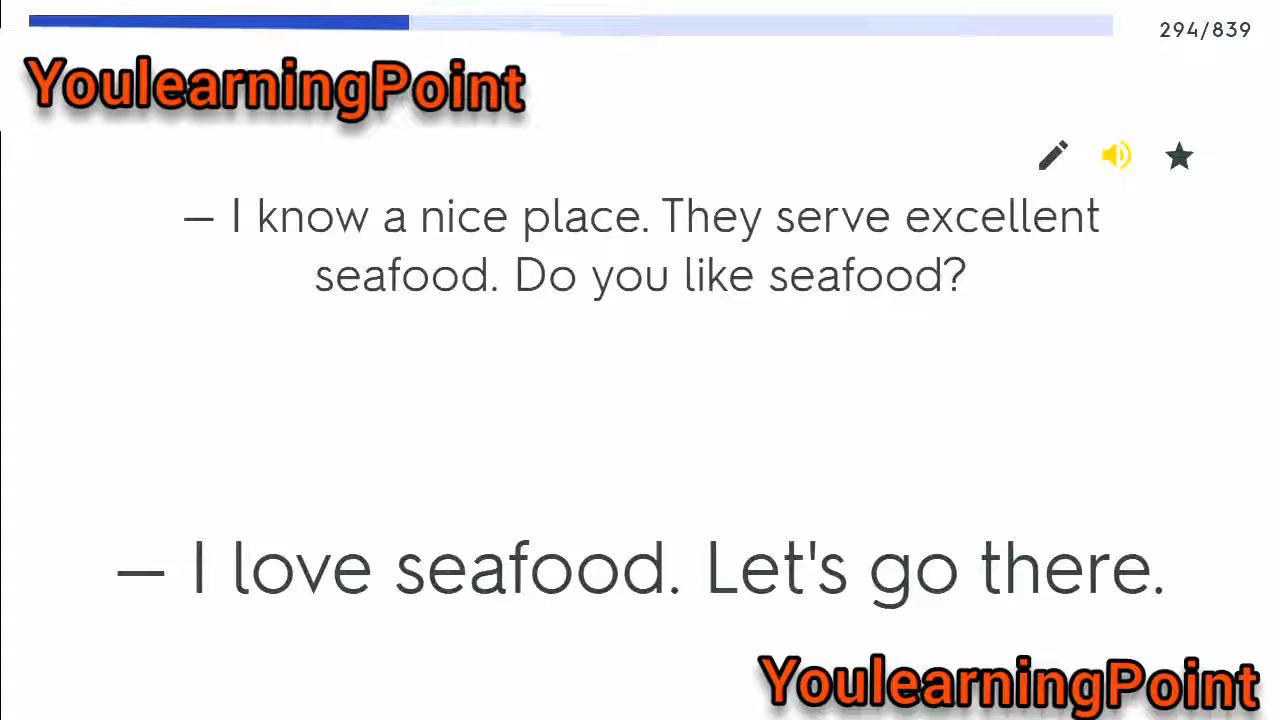 294/839
YoulearningPoint
– I know a nice place. They serve excellent
seafood. Do you like seafood?
– I love seafood. Let's go there.
YoulearningPoint